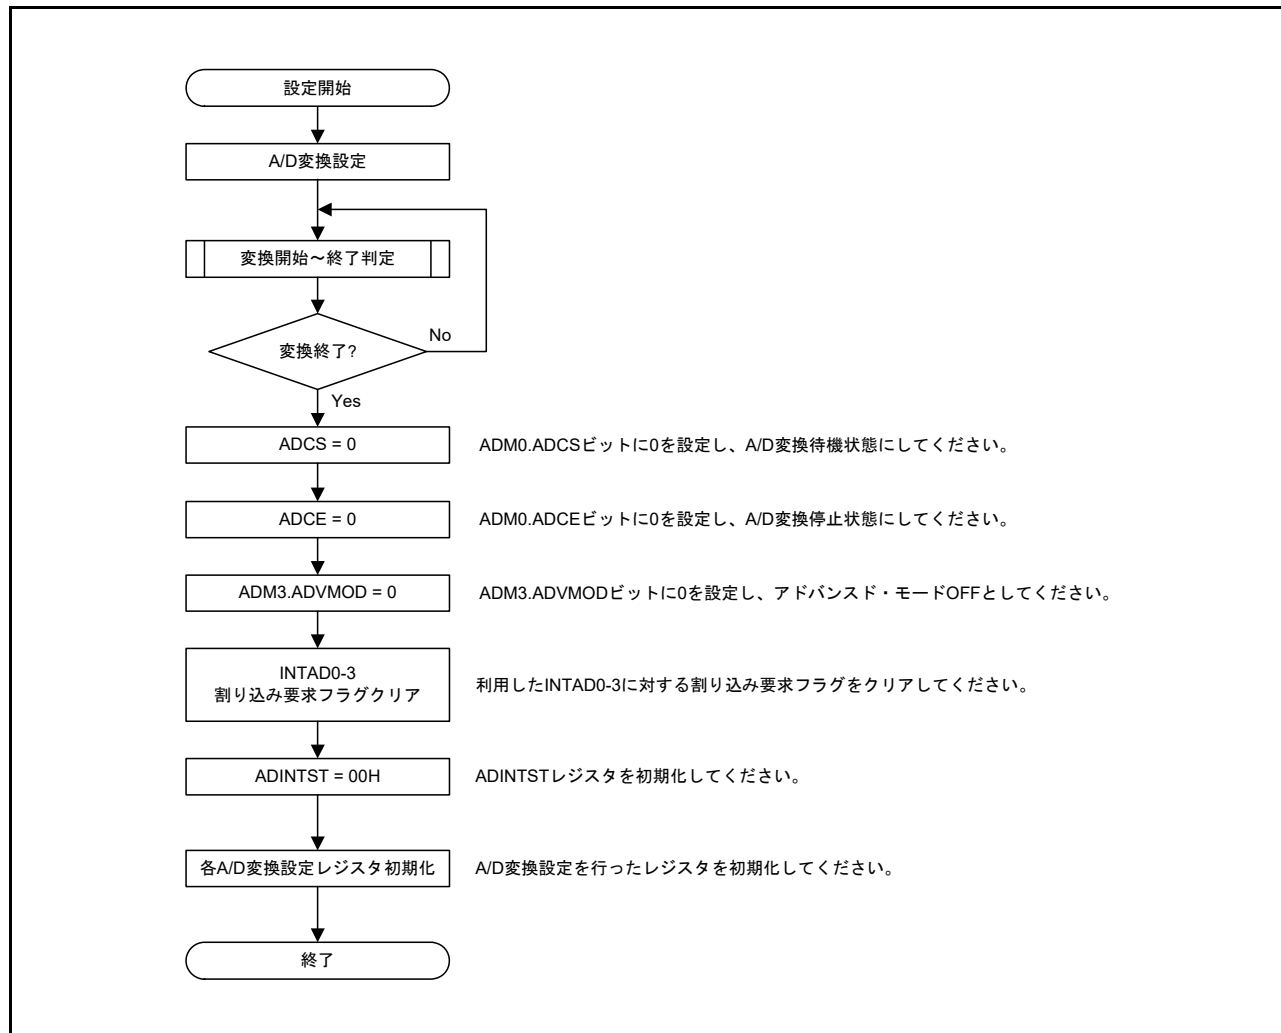 設定開始
A/D変換設定
変換開始～終了判定
変換終了?
No
Yes
ADCS = 0
ADM0.ADCSビットに0を設定し、A/D変換待機状態にしてください。
ADCE = 0
ADM0.ADCEビットに0を設定し、A/D変換停止状態にしてください。
ADM3.ADVMOD = 0
ADM3.ADVMODビットに0を設定し、アドバンスド・モードOFFとしてください。
INTAD0-3
割り込み要求フラグクリア
利用したINTAD0-3に対する割り込み要求フラグをクリアしてください。
ADINTST = 00H
ADINTSTレジスタを初期化してください。
各A/D変換設定レジスタ初期化
A/D変換設定を行ったレジスタを初期化してください。
終了